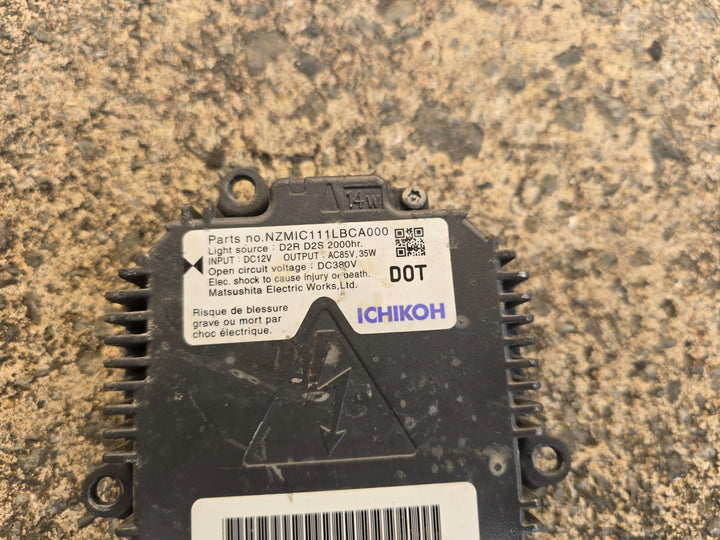 14w
Parts no.NZMIC111LBCA000
Light source : D2R D2S 2000hr.
INPUT : DC12V OUTPUT : AC85V,35W
Open circuit voltage : DC380V
Elec. shock to cause injury or death.
Matsushita Electric Works,Ltd.
DOT
Risque de blessure
grave ou mort par
choc électrique.
ICHIKOH